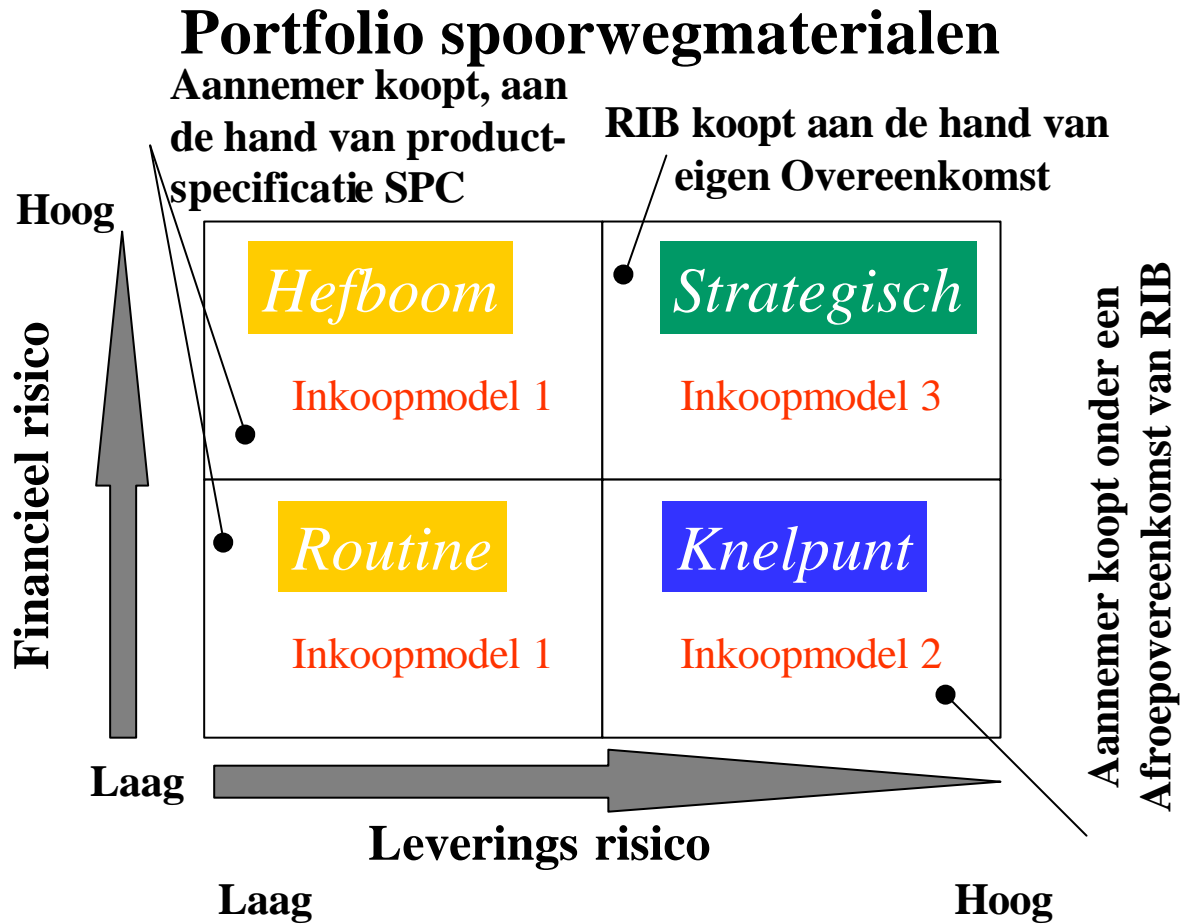 Portfolio spoorwegmaterialen
Aannemer koopt, aan
de hand van product-
specificatie SPC
RIB koopt aan de hand van
eigen Overeenkomst
Hoog
Hefboom
Strategisch
Inkoopmodel 1
Inkoopmodel 3
Financieel risico
Routine
Knelpunt
Inkoopmodel 1
Inkoopmodel 2
Aannemer koopt onder een
Afroepovereenkomst van RIB
Laag
Leverings risico
Laag
Hoog